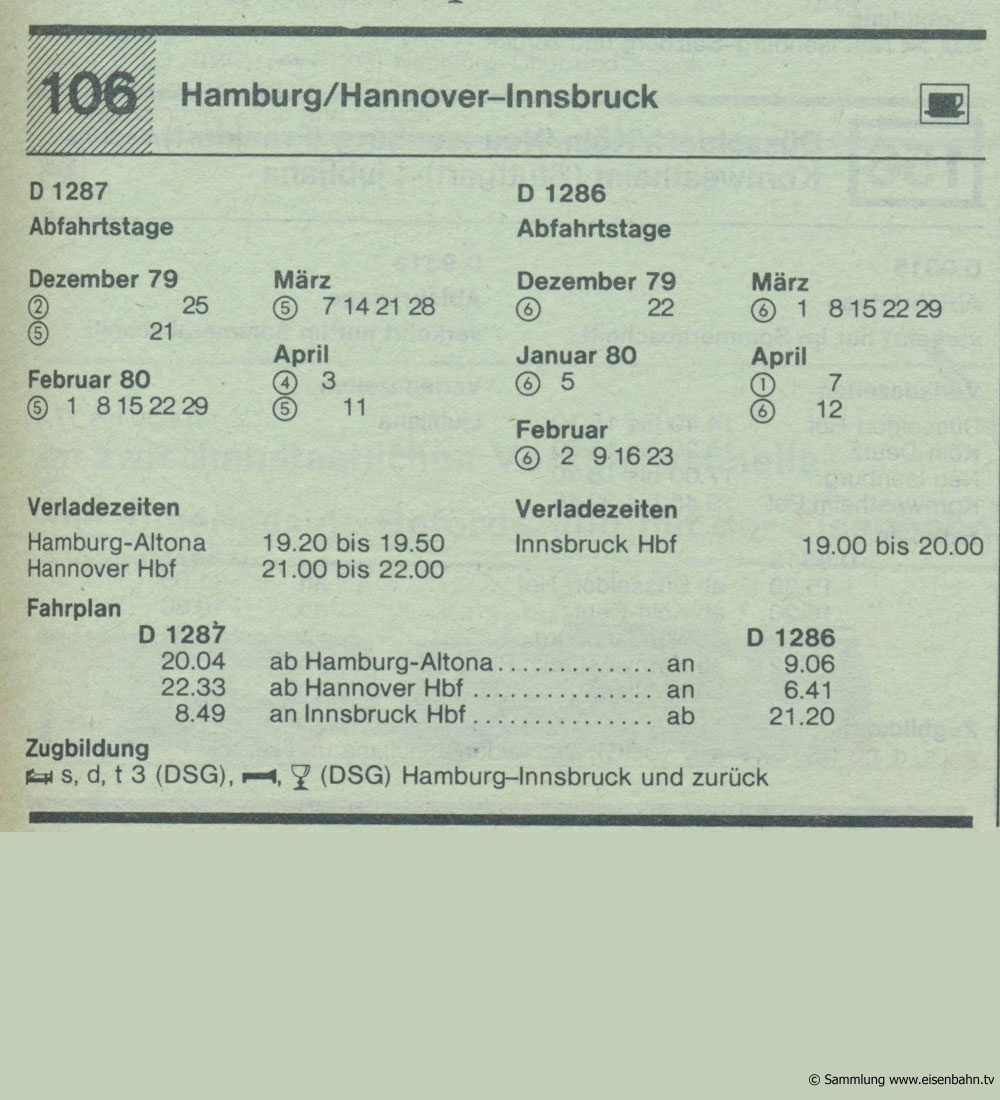 106 Hamburg/Hannover–Innsbruck
D 1287
Abfahrtstage
Dezember 79
② 25
⑤ 21
Februar 80
⑤ 1 8 15 22 29
März
⑤ 7 14 21 28
April
④ 3
⑤ 11
D 1286
Abfahrtstage
Dezember 79
⑥ 22
Januar 80
⑥ 5
Februar
⑥ 2 9 16 23
März
⑥ 1 8 15 22 29
April
① 7
⑥ 12
Verladezeiten
Hamburg-Altona 19.20 bis 19.50
Hannover Hbf 21.00 bis 22.00
Verladezeiten
Innsbruck Hbf 19.00 bis 20.00
Fahrplan
D 1287 D 1286
20.04 ab Hamburg-Altona . . . . . . . . . . . . . an 9.06
22.33 ab Hannover Hbf . . . . . . . . . . . . . . . an 6.41
8.49 an Innsbruck Hbf . . . . . . . . . . . . . . . ab 21.20
Zugbildung
s, d, t 3 (DSG), , (DSG) Hamburg–Innsbruck und zurück
© Sammlung www.eisenbahn.tv